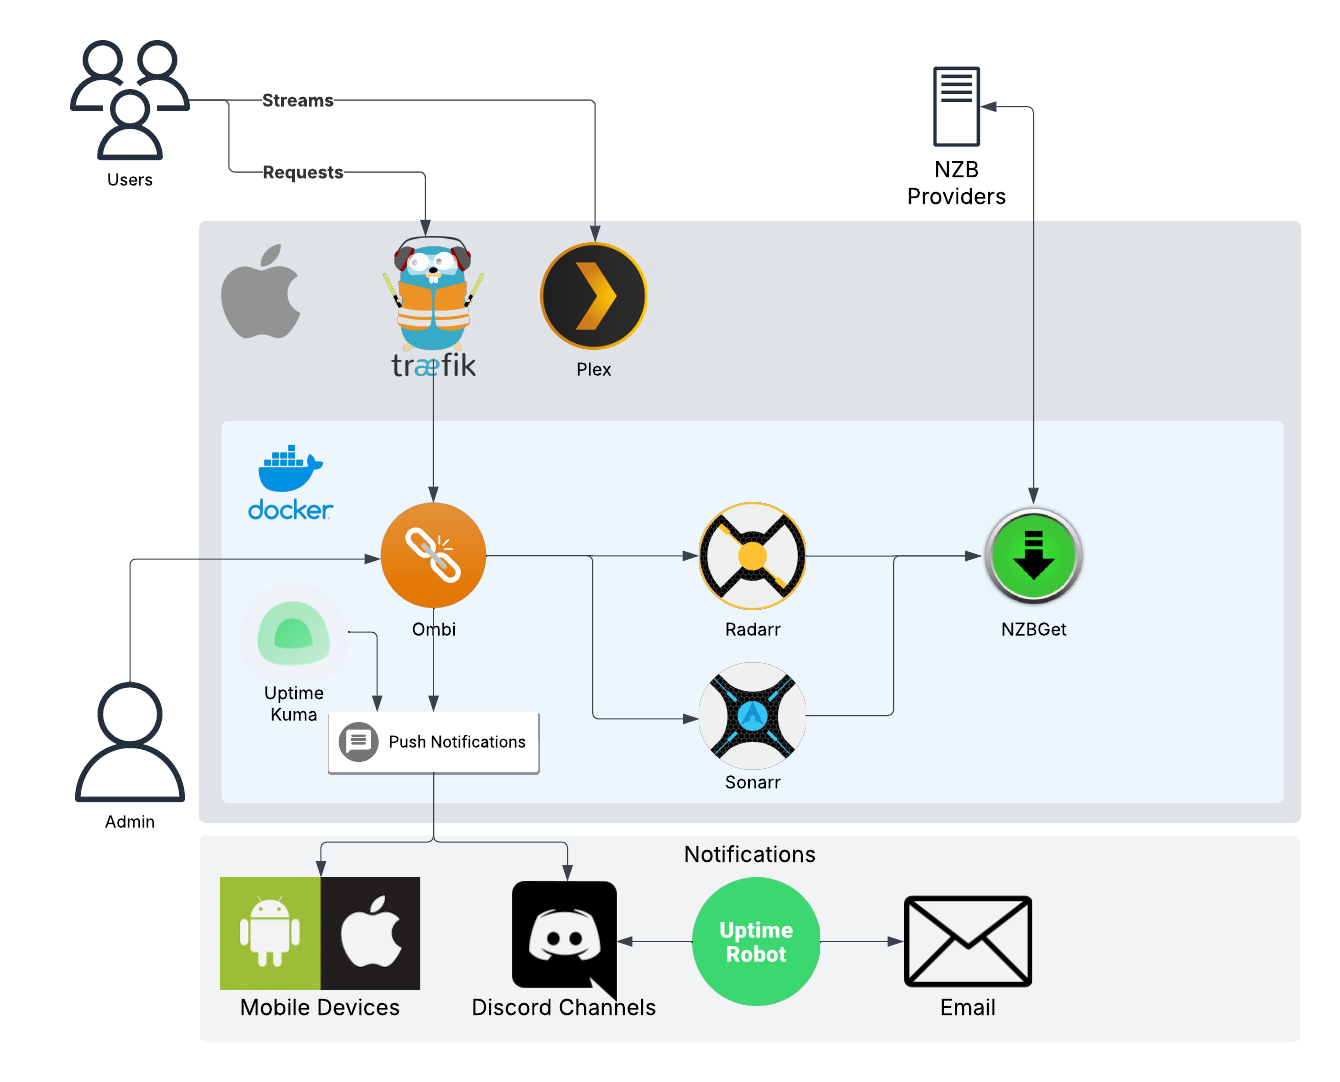 Streams
Requests
Users
NZB
Providers
træfik
Plex
docker
Ombi
Radarr
NZBGet
Uptime
Kuma
Push Notifications
Sonarr
Admin
Notifications
Uptime
Robot
Mobile Devices
Discord Channels
Email